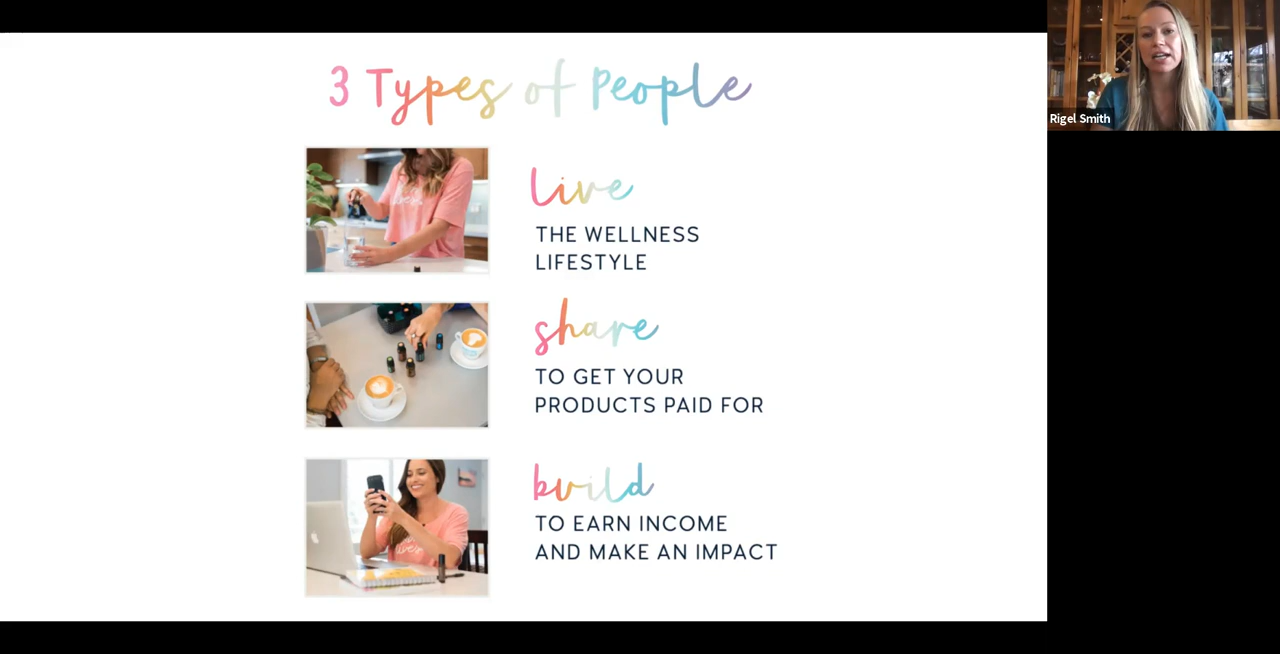 3 Types of People
live
THE WELLNESS
LIFESTYLE
share
TO GET YOUR
PRODUCTS PAID FOR
build
TO EARN INCOME
AND MAKE AN IMPACT
Rigel Smith